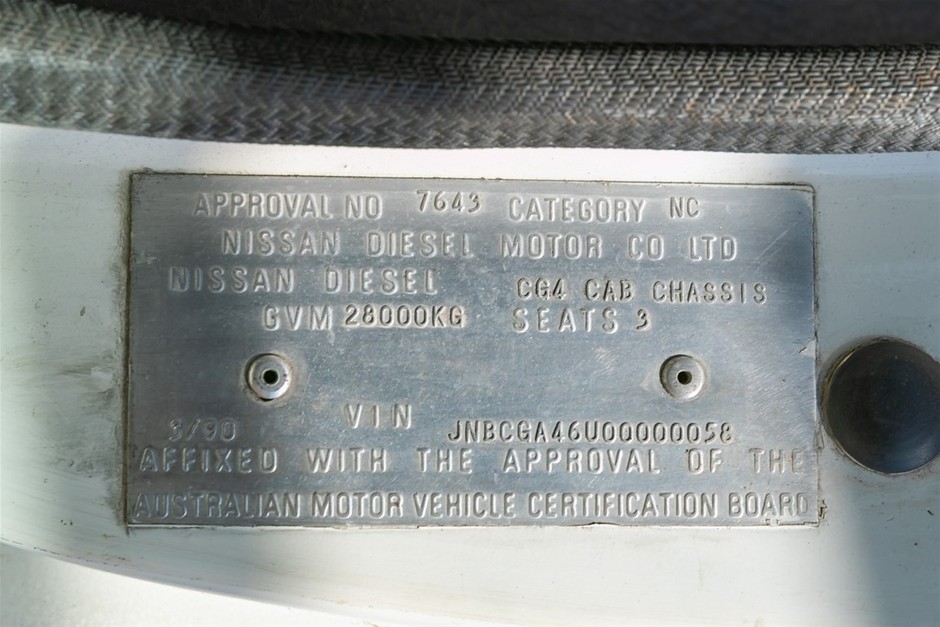 APPROVAL NO 7643 CATEGORY NC
NISSAN DIESEL MOTOR CO LTD
NISSAN DIESEL CG4 CAB CHASSIS
GVM 28000KG SEATS 3
VIN
3/90 JNBCGA46U00000058
AFFIXED WITH THE APPROVAL OF THE
AUSTRALIAN MOTOR VEHICLE CERTIFICATION BOARD